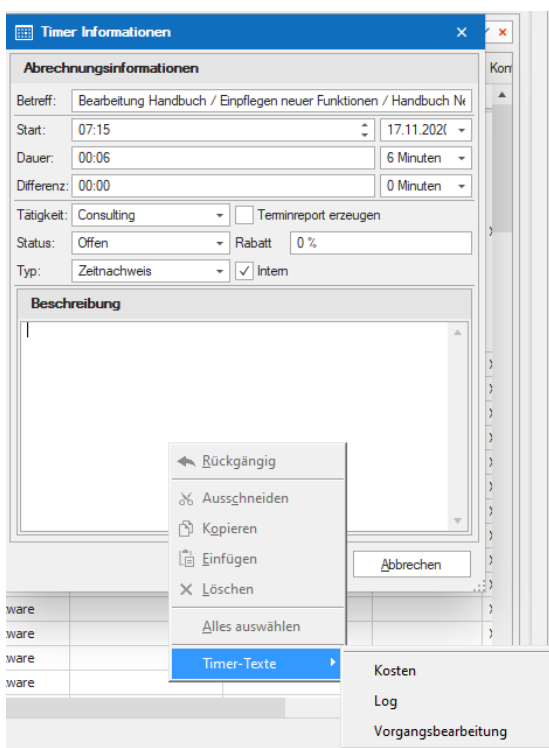 Timer Informationen
Abrechnungsinformationen
Kon
Betreff: Bearbeitung Handbuch / Einpflegen neuer Funktionen / Handbuch Ne
Start: 07:15 17.11.202(
Dauer: 00:06 6 Minuten
Differenz: 00:00 0 Minuten
Tätigkeit: Consulting Terminreport erzeugen
Status: Offen Rabatt 0 %
Typ: Zeitnachweis Intern
Beschreibung
Rückgängig
Ausschneiden
Kopieren
Einfügen
Abbrechen
Löschen
ware
Alles auswählen
ware
ware
Timer-Texte
Kosten
ware
Log
Vorgangsbearbeitung